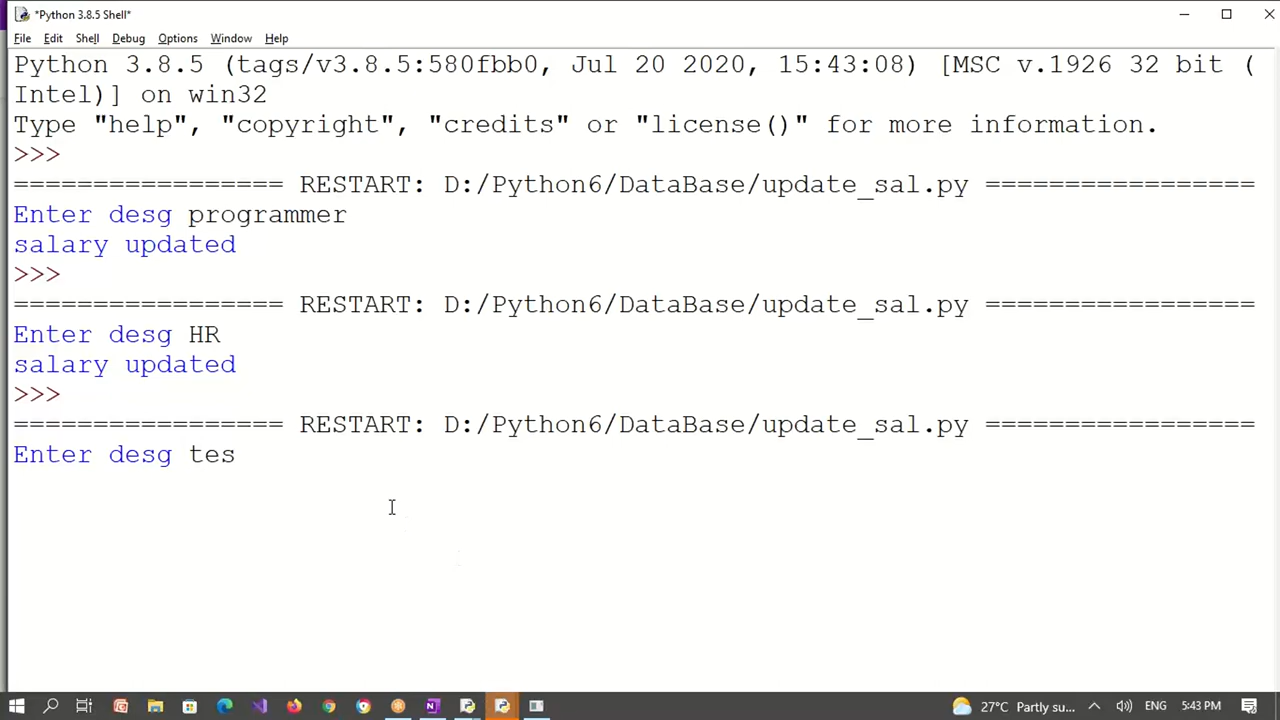 *Python 3.8.5 Shell*
File Edit Shell Debug Options Window Help
Python 3.8.5 (tags/v3.8.5:580fbb0, Jul 20 2020, 15:43:08) [MSC v.1926 32 bit (
Intel)] on win32
Type "help", "copyright", "credits" or "license()" for more information.
>>>
================= RESTART: D:/Python6/DataBase/update_sal.py =================
Enter desg programmer
salary updated
>>>
================= RESTART: D:/Python6/DataBase/update_sal.py =================
Enter desg HR
salary updated
>>>
================= RESTART: D:/Python6/DataBase/update_sal.py =================
Enter desg tes
27°C Partly su... ENG 5:43 PM